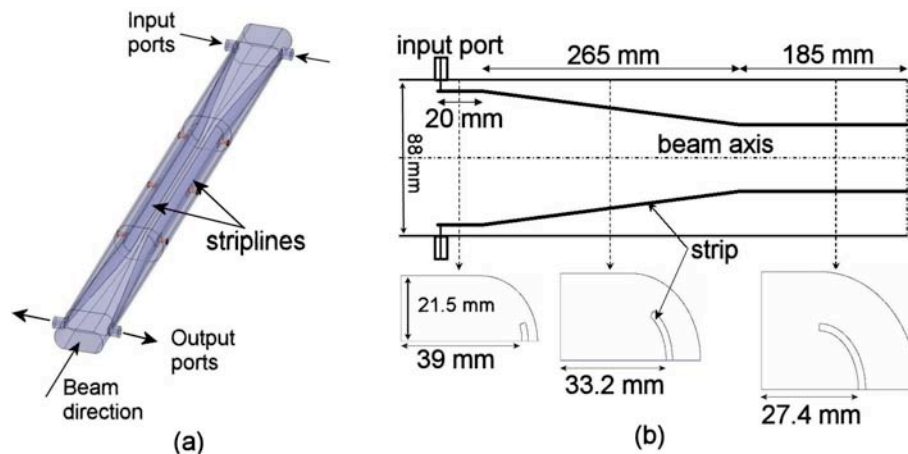 Input
ports
striplines
Output
ports
Beam
direction
(a)
input port
265 mm
185 mm
20 mm
88 mm
beam axis
strip
21.5 mm
39 mm
33.2 mm
27.4 mm
(b)